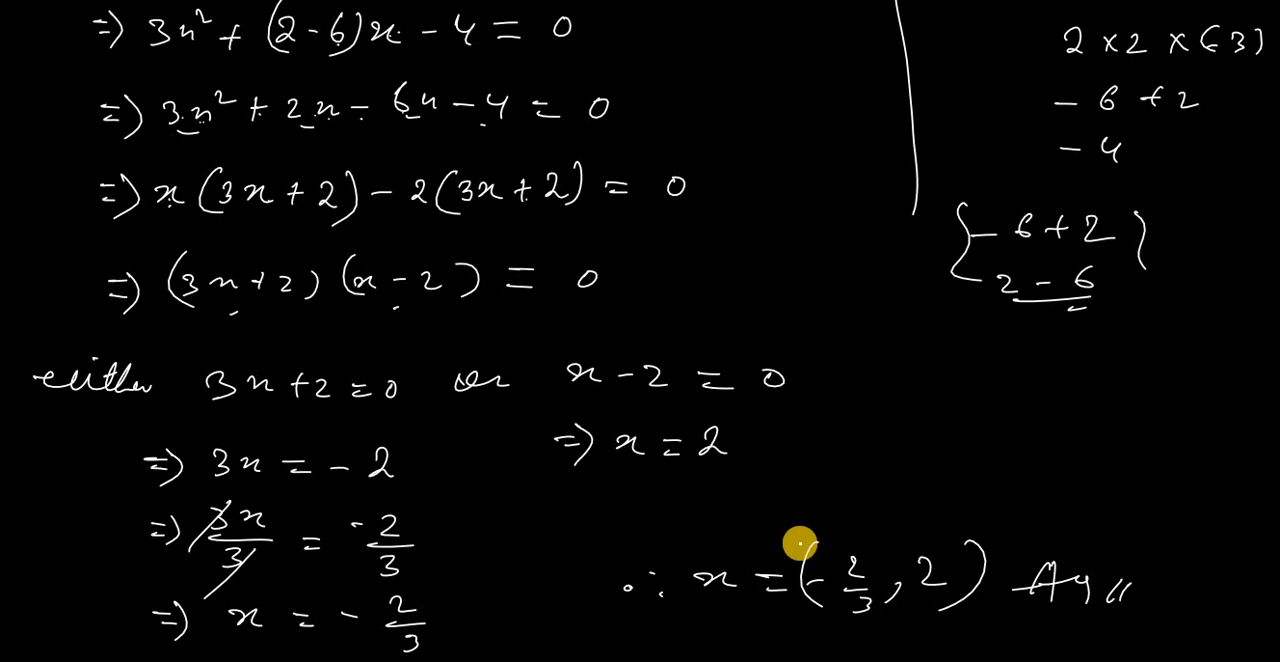 => 3x² + (2-6)x - 4 = 0
=> 3x² + 2x - 6x - 4 = 0
=> x(3x+2) - 2(3x+2) = 0
=> (3x+2) (x-2) = 0
either 3x+2=0 or x-2 = 0
=> 3x = -2
=> x = 2
=> 3x/3 = -2/3
=> x = -2/3
∴ x = (-2/3, 2) Ans //
2 × 2 × (-3)
- 6 + 2
- 4
{- 6 + 2}
2 - 6